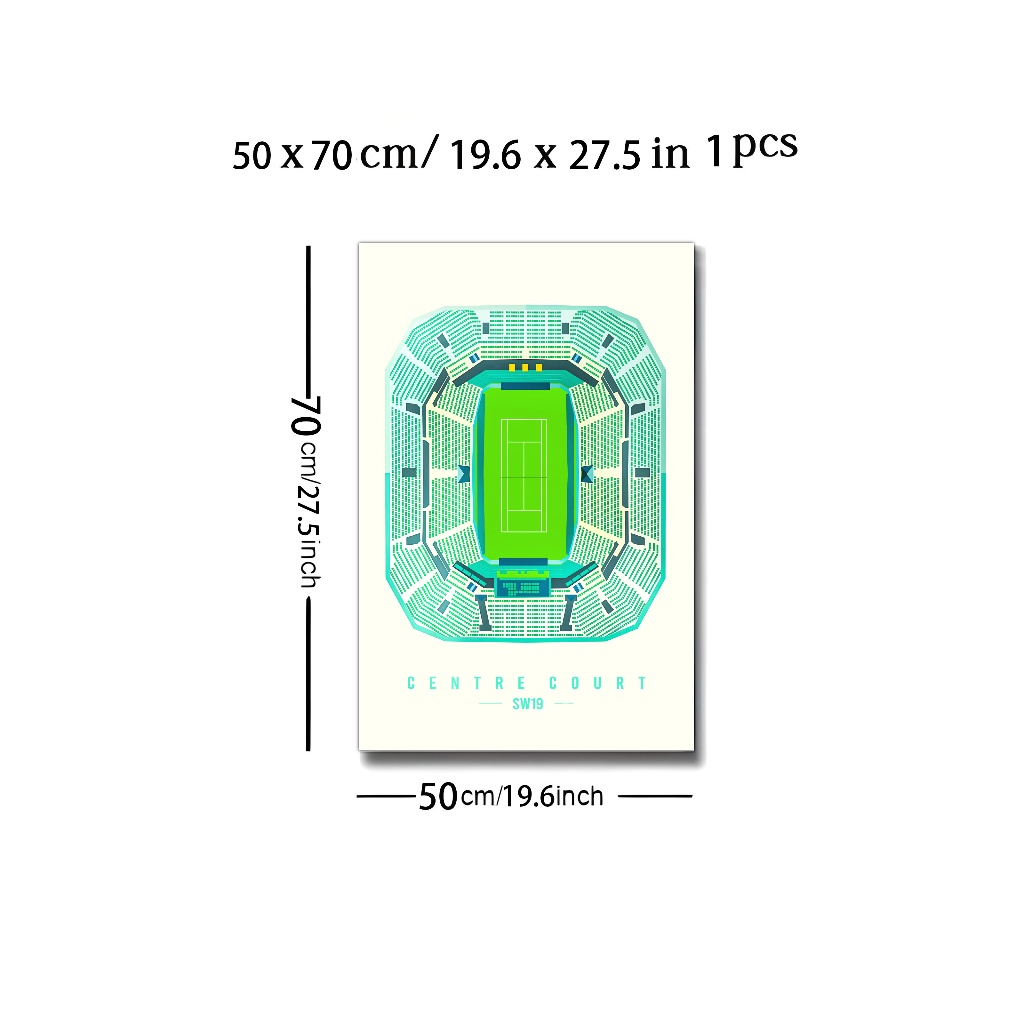 50 x 70 cm/ 19.6 x 27.5 in 1 pcs
70cm/27.5inch
CENTRE COURT
SW19
50cm/19.6inch